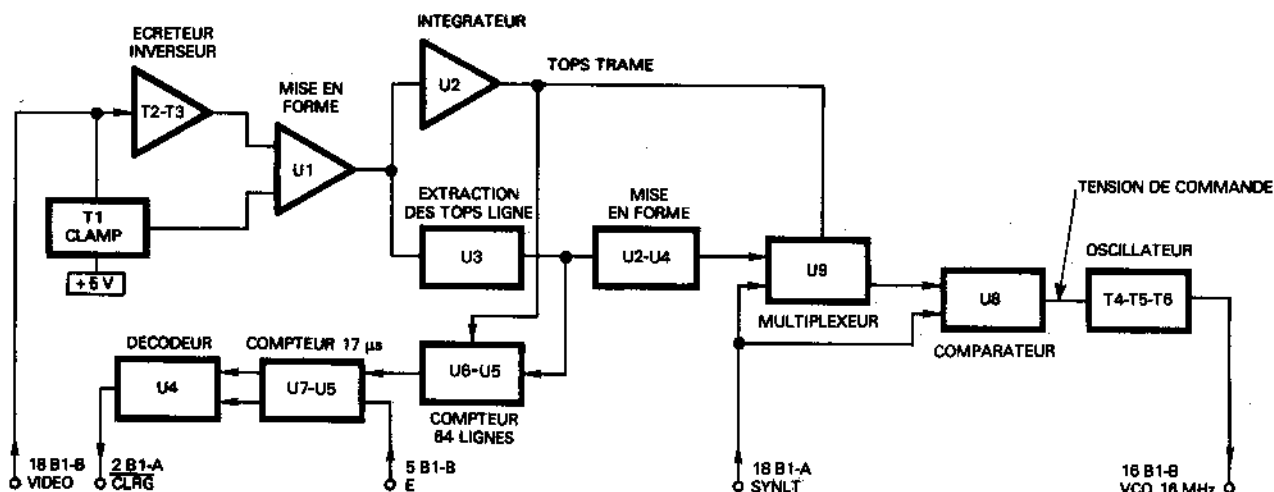 INTÉGRATEUR
ECRETEUR
INVERSEUR
TOPS TRAME
U2
MISE EN
FORME
T2-T3
U1
EXTRACTION
DES TOPS LIGNE
MISE
EN FORME
TENSION DE COMMANDE
T1
CLAMP
OSCILLATEUR
U3
U2-U4
U9
+5 V
U8
T4-T5-T6
MULTIPLEXEUR
DECODEUR
COMPTEUR 17 µs
COMPARATEUR
U4
U7-U5
U6-U5
COMPTEUR
64 LIGNES
18 B1-B
VIDEO
2 B1-A
CLRG
5 B1-B
E
18 B1-A
SYNLT
16 B1-B
VCO 16 MHz